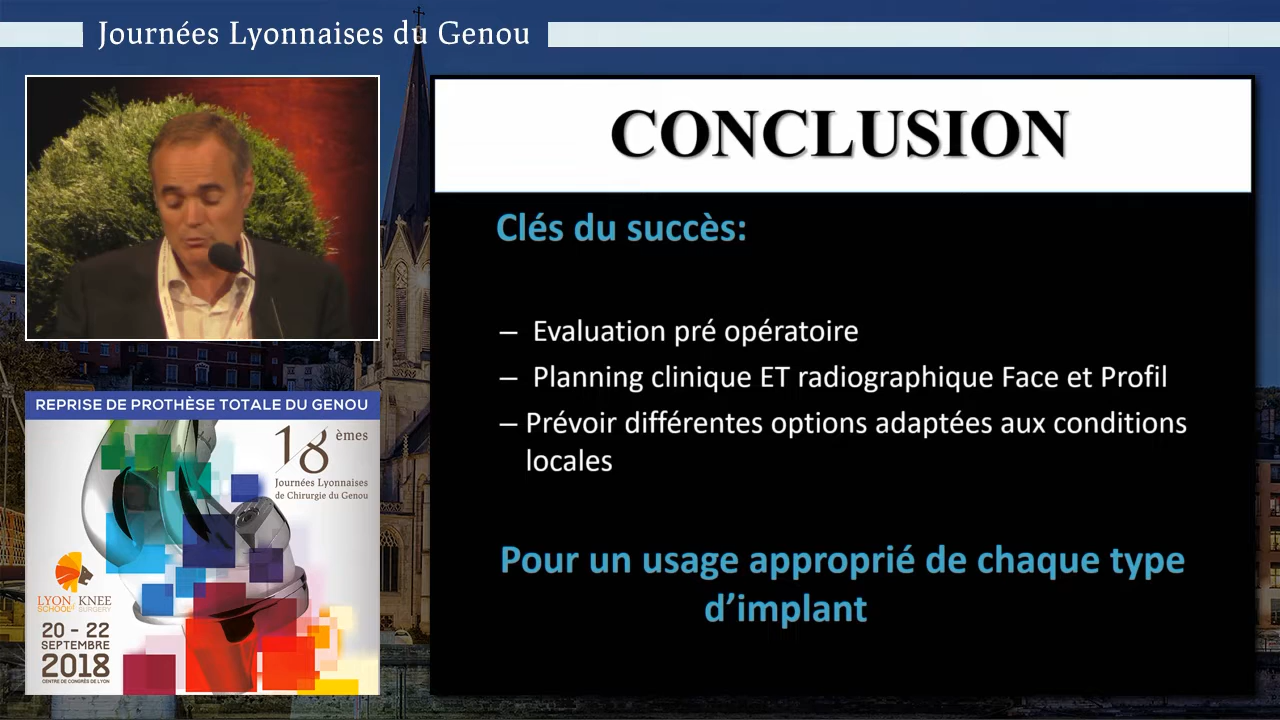 Journées Lyonnaises du Genou
CONCLUSION
Clés du succès:
– Evaluation pré opératoire
– Planning clinique ET radiographique Face et Profil
– Prévoir différentes options adaptées aux conditions
locales
Pour un usage approprié de chaque type
d’implant
REPRISE DE PROTHÈSE TOTALE DU GENOU
18 èmes
Journées Lyonnaises
de Chirurgie du Genou
LYON KNEE
SCHOOL SURGERY
20 - 22
SEPTEMBRE
2018
CENTRE DE CONGRÈS DE LYON